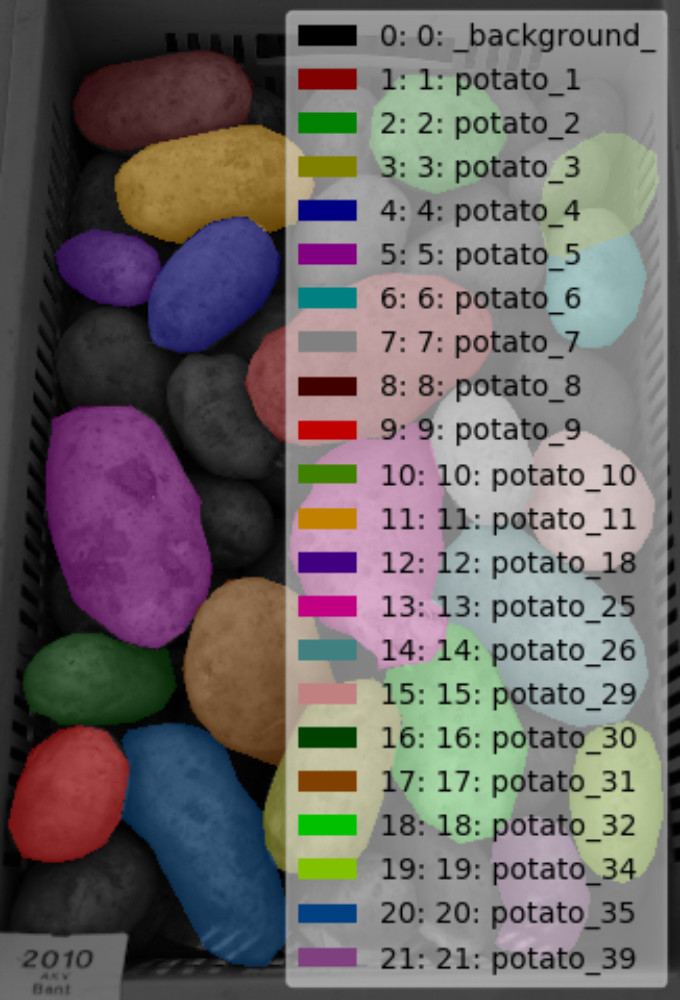 0: 0: _background_
1: 1: potato_1
2: 2: potato_2
3: 3: potato_3
4: 4: potato_4
5: 5: potato_5
6: 6: potato_6
7: 7: potato_7
8: 8: potato_8
9: 9: potato_9
10: 10: potato_10
11: 11: potato_11
12: 12: potato_18
13: 13: potato_25
14: 14: potato_26
15: 15: potato_29
16: 16: potato_30
17: 17: potato_31
18: 18: potato_32
19: 19: potato_34
20: 20: potato_35
21: 21: potato_39
2010
AKV
Bant